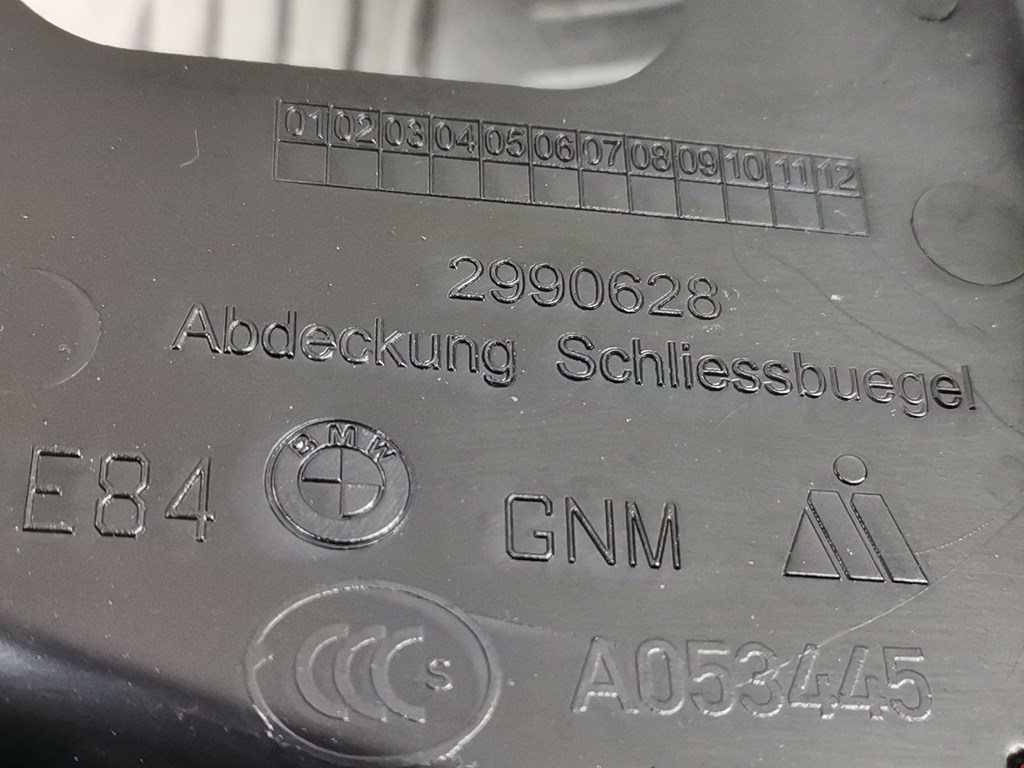 01 02 03 04 05 06 07 08 09 10 11 12
2990628
Abdeckung Schliessbuegel
E84 BMW GNM
CCC S A053445